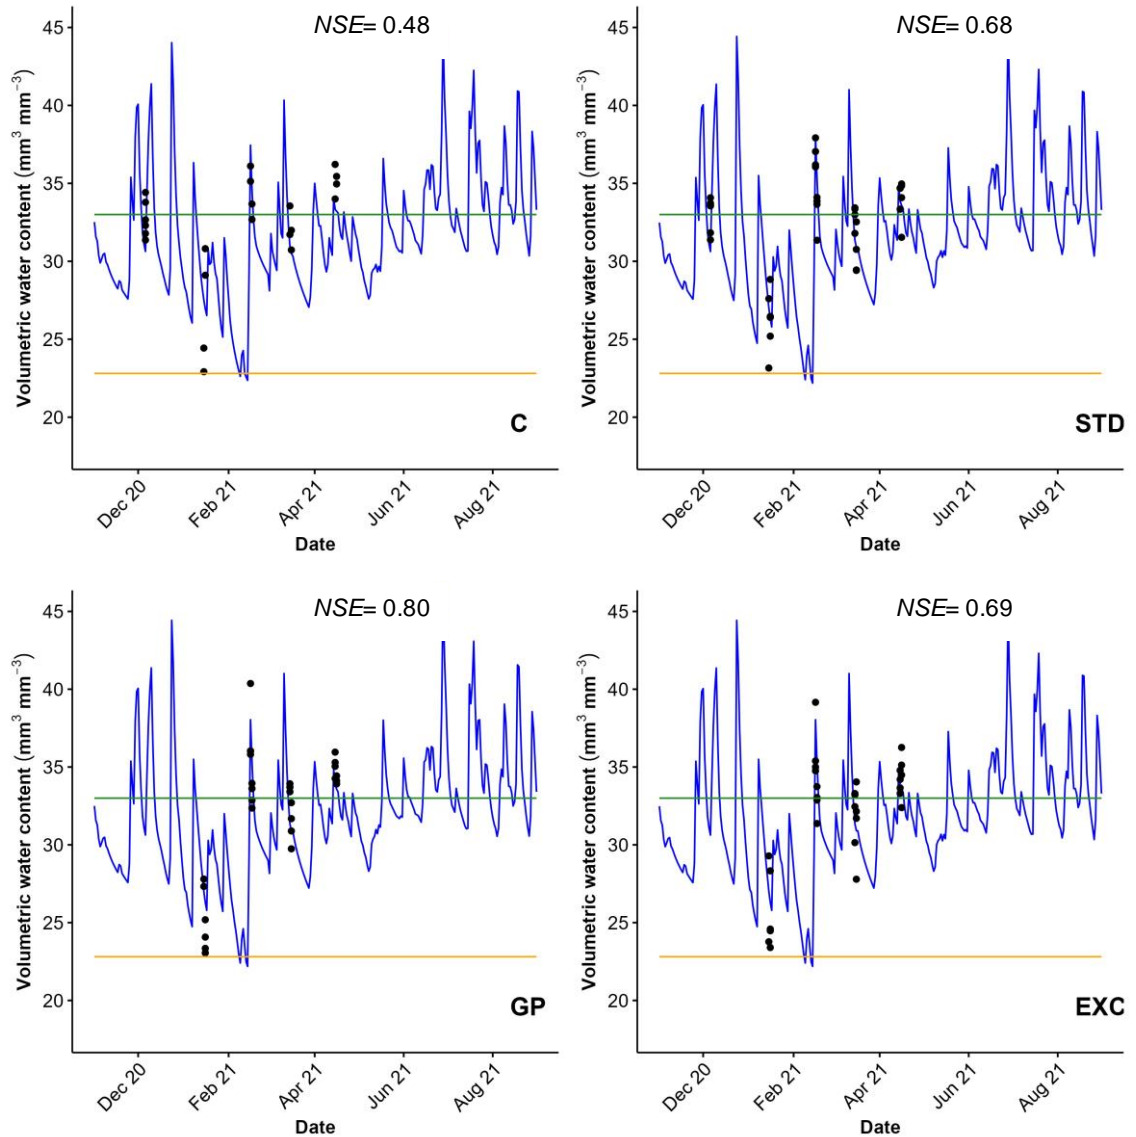 NSE= 0.48
45
40
35
30
25
20
Volumetric water content (mm³ mm⁻³)
C
Dec 20
Feb 21
Apr 21
Jun 21
Aug 21
Date
NSE= 0.68
45
40
35
30
25
20
Volumetric water content (mm³ mm⁻³)
STD
Dec 20
Feb 21
Apr 21
Jun 21
Aug 21
Date
NSE= 0.80
45
40
35
30
25
20
Volumetric water content (mm³ mm⁻³)
GP
Dec 20
Feb 21
Apr 21
Jun 21
Aug 21
Date
NSE= 0.69
45
40
35
30
25
20
Volumetric water content (mm³ mm⁻³)
EXC
Dec 20
Feb 21
Apr 21
Jun 21
Aug 21
Date